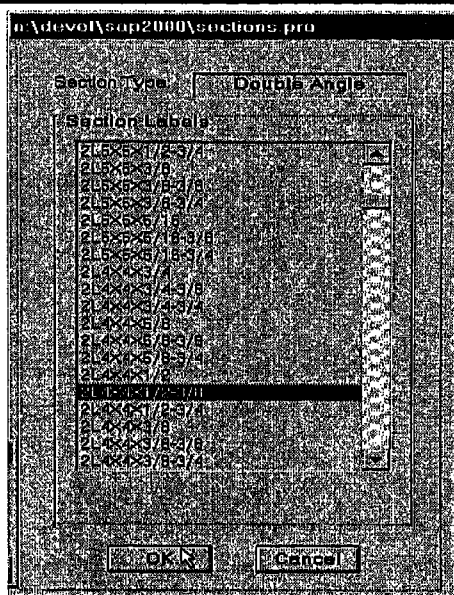 n:\devel\sap2000\sections.pro
Section Type Double Angle
Section Labels
2L5X5X1/2-3/4
2L5X5X3/8
2L5X5X3/8-3/8
2L5X5X3/8-3/4
2L5X5X5/16
2L5X5X5/16-3/8
2L5X5X5/16-3/4
2L4X4X3/4
2L4X4X3/4-3/8
2L4X4X3/4-3/4
2L4X4X5/8
2L4X4X5/8-3/8
2L4X4X5/8-3/4
2L4X4X1/2
2L4X4X1/2-3/8
2L4X4X1/2-3/4
2L4X4X3/8
2L4X4X3/8-3/8
2L4X4X3/8-3/4
OK Cancel